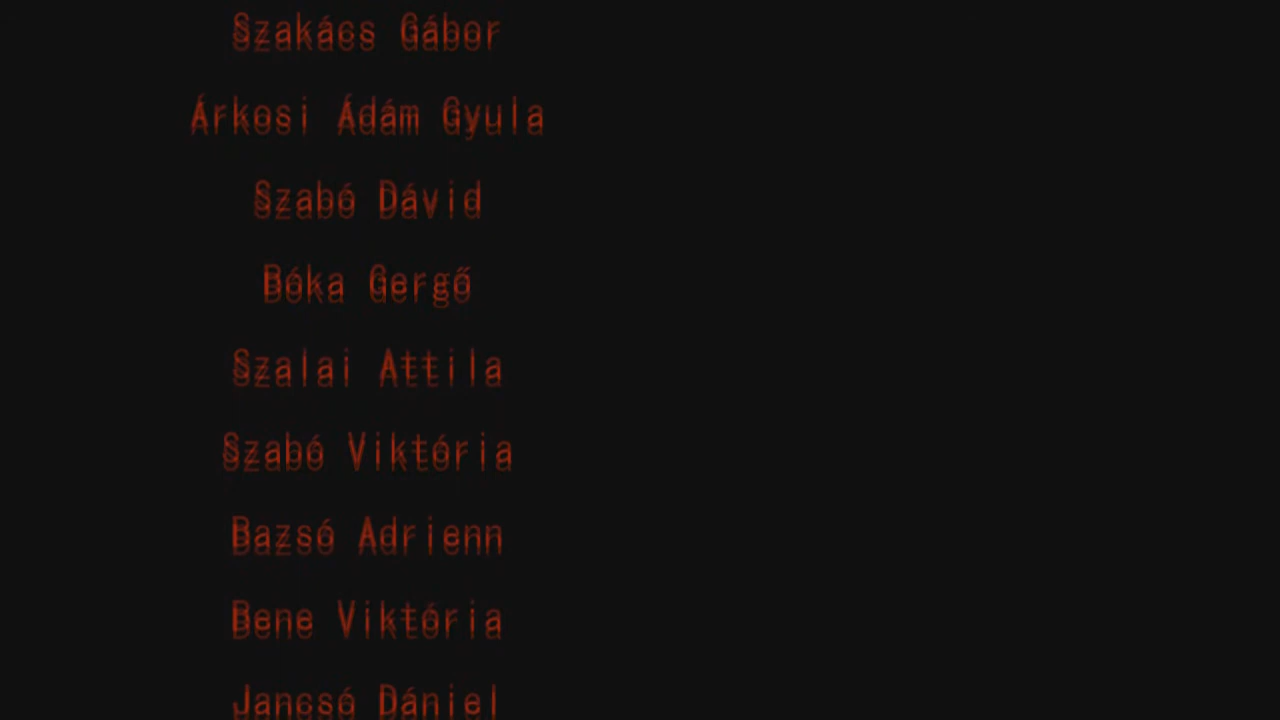 Szakács Gábor
Árkosi Ádám Gyula
Szabó Dávid
Bóka Gergő
Szalai Attila
Szabó Viktória
Bazsó Adrienn
Bene Viktória
Jancsó Dániel